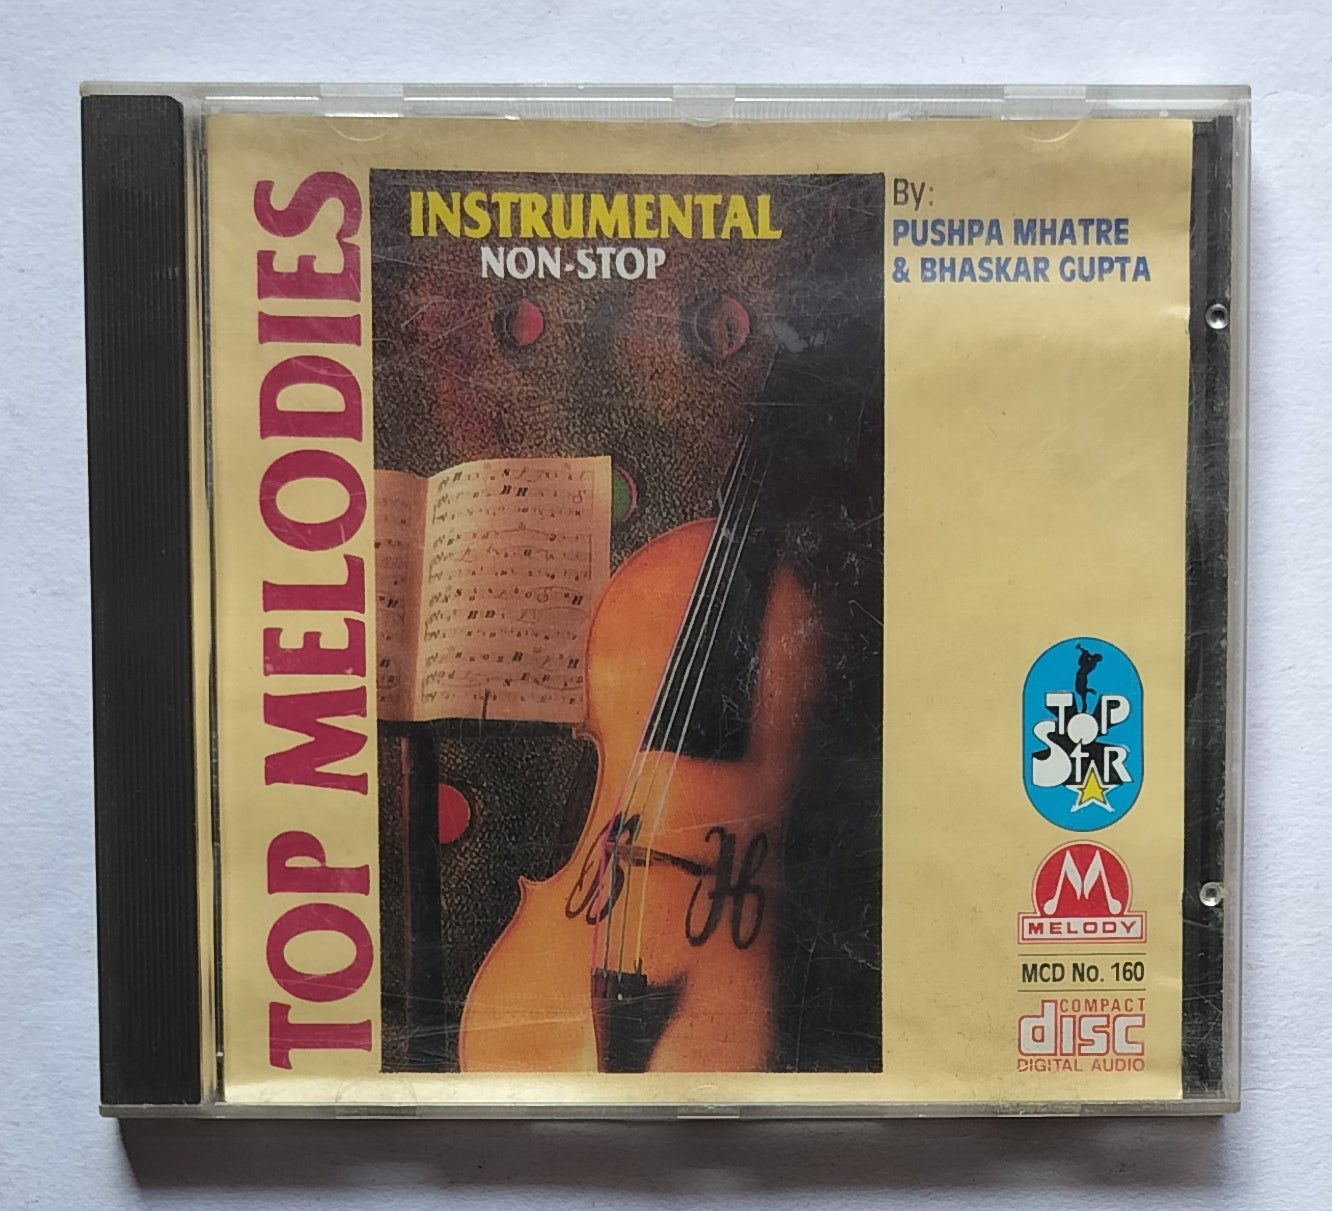 TOP MELODIES
INSTRUMENTAL
NON-STOP
By:
PUSHPA MHATRE
& BHASKAR GUPTA
TOP
STAR
MELODY
MCD No. 160
COMPACT
disc
DIGITAL AUDIO